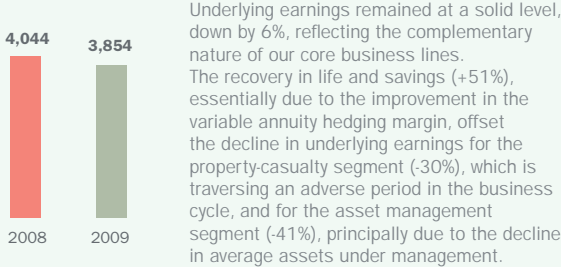 4,044
3,854
2008
2009
Underlying earnings remained at a solid level,
down by 6%, reflecting the complementary
nature of our core business lines.
The recovery in life and savings (+51%),
essentially due to the improvement in the
variable annuity hedging margin, offset
the decline in underlying earnings for the
property-casualty segment (-30%), which is
traversing an adverse period in the business
cycle, and for the asset management
segment (-41%), principally due to the decline
in average assets under management.